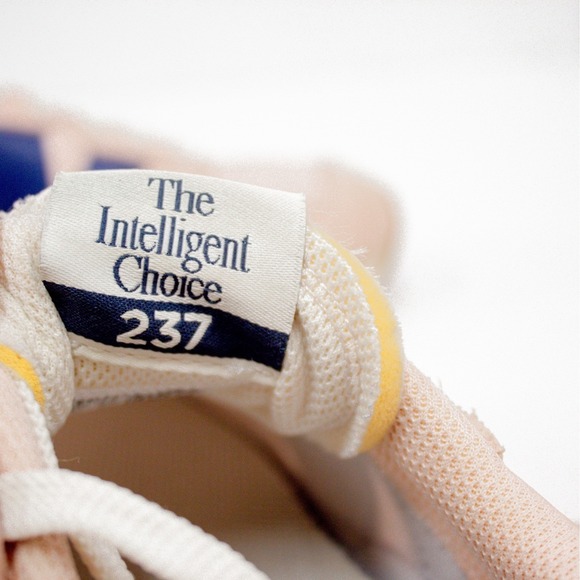 The
Intelligent
Choice
237